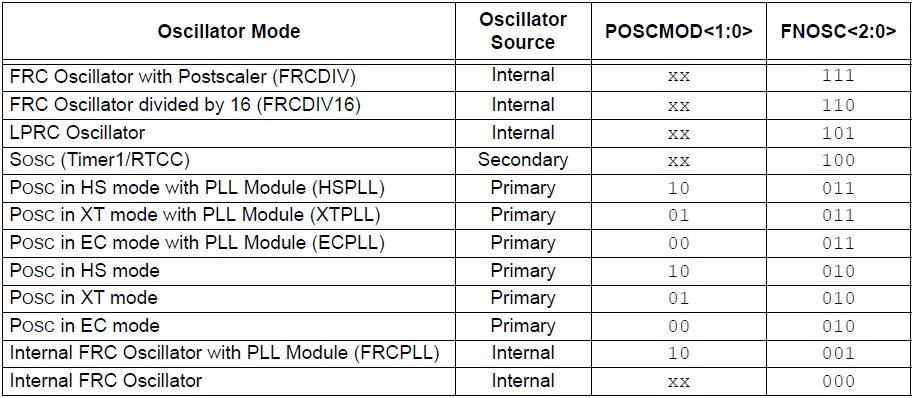 Oscillator Mode Oscillator Source POSCMOD<1:0> FNOSC<2:0>
FRC Oscillator with Postscaler (FRCDIV) Internal xx 111
FRC Oscillator divided by 16 (FRCDIV16) Internal xx 110
LPRC Oscillator Internal xx 101
SOSC (Timer1/RTCC) Secondary xx 100
POSC in HS mode with PLL Module (HSPLL) Primary 10 011
POSC in XT mode with PLL Module (XTPLL) Primary 01 011
POSC in EC mode with PLL Module (ECPLL) Primary 00 011
POSC in HS mode Primary 10 010
POSC in XT mode Primary 01 010
POSC in EC mode Primary 00 010
Internal FRC Oscillator with PLL Module (FRCPLL) Internal 10 001
Internal FRC Oscillator Internal xx 000